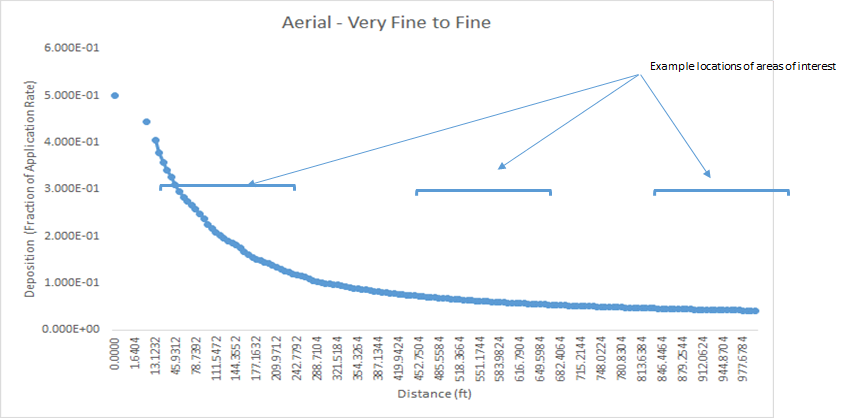 Aerial - Very Fine to Fine
6.000E-01
Example locations of areas of interest
5.000E-01
4.000E-01
3.000E-01
2.000E-01
1.000E-01
0.000E+00
Deposition (Fraction of Application Rate)
0.0000
1.6404
13.1232
45.9312
78.7392
111.5472
144.3552
177.1632
209.9712
242.7792
288.7104
321.5184
354.3264
387.1344
419.9424
452.7504
485.5584
518.3664
551.1744
583.9824
616.7904
649.5984
682.4064
715.2144
748.0224
780.8304
813.6384
846.4464
879.2544
912.0624
944.8704
977.6784
Distance (ft)